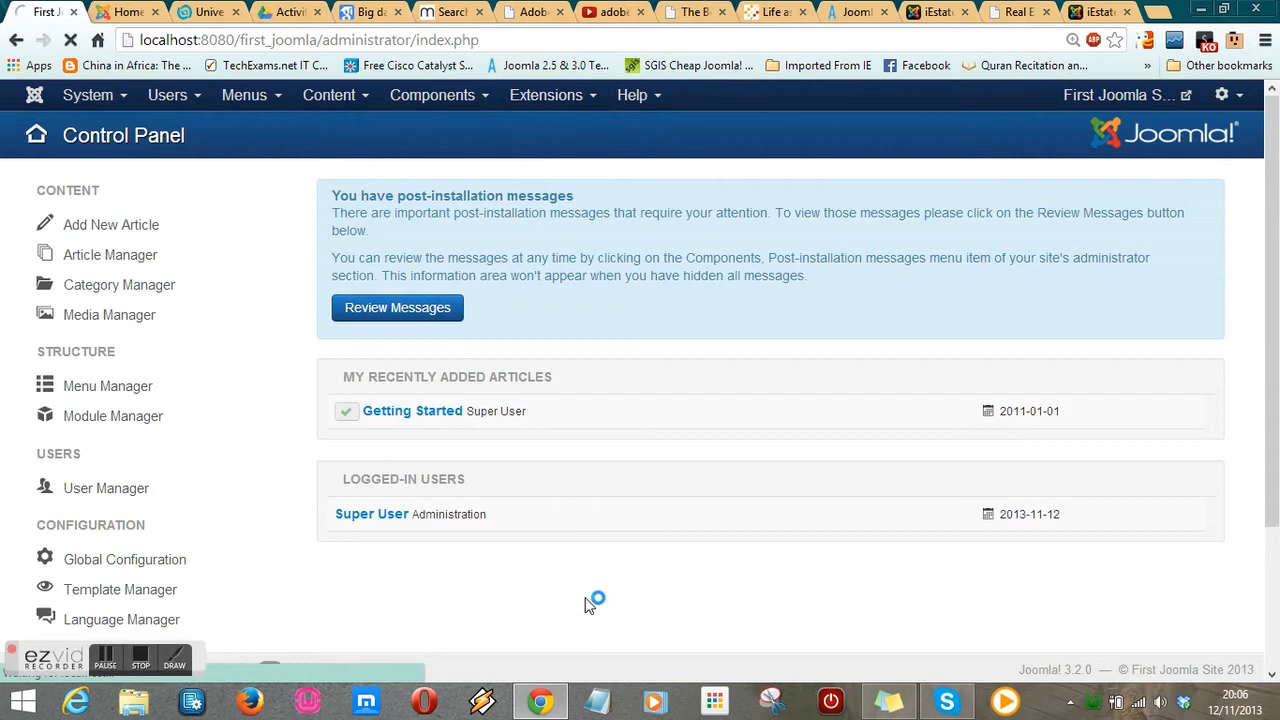 First J
Home
Unive
Activi
Big da
Searc
Adob
adobe
The B
Life as
Jooml
iEstat
Real E
iEstat
localhost:8080/first_joomla/administrator/index.php
Apps
China in Africa: The ...
TechExams.net IT C...
Free Cisco Catalyst S...
Joomla 2.5 & 3.0 Te...
SGIS Cheap Joomla! ...
Imported From IE
Facebook
Quran Recitation an...
»
Other bookmarks
System
Users
Menus
Content
Components
Extensions
Help
First Joomla S...
Control Panel
Joomla!
CONTENT
Add New Article
Article Manager
Category Manager
Media Manager
STRUCTURE
Menu Manager
Module Manager
USERS
User Manager
CONFIGURATION
Global Configuration
Template Manager
Language Manager
You have post-installation messages
There are important post-installation messages that require your attention. To view those messages please click on the Review Messages button
below.
You can review the messages at any time by clicking on the Components, Post-installation messages menu item of your site's administrator
section. This information area won't appear when you have hidden all messages.
Review Messages
MY RECENTLY ADDED ARTICLES
Getting Started Super User
2011-01-01
LOGGED-IN USERS
Super User Administration
2013-11-12
ezvid
RECORDER
PAUSE
STOP
DRAW
Joomla! 3.2.0 — © First Joomla Site 2013
20:06
12/11/2013